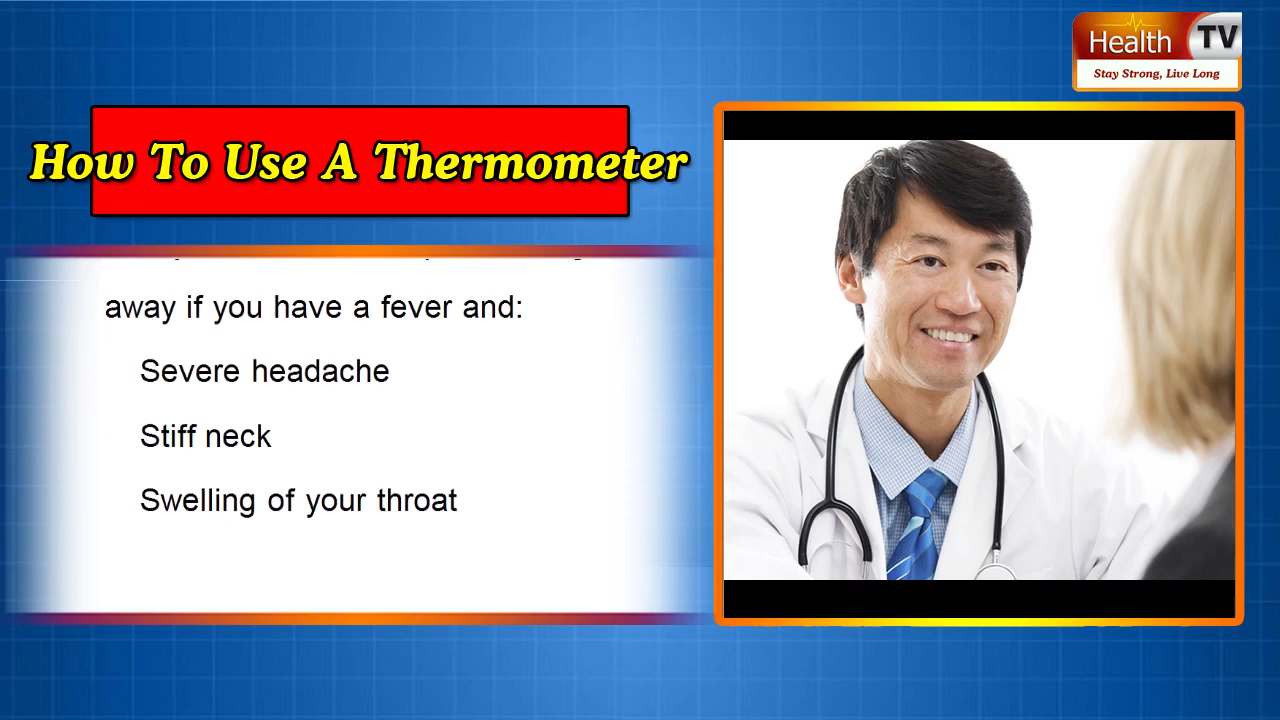 Health TV
Stay Strong, Live Long
How To Use A Thermometer
away if you have a fever and:
Severe headache
Stiff neck
Swelling of your throat